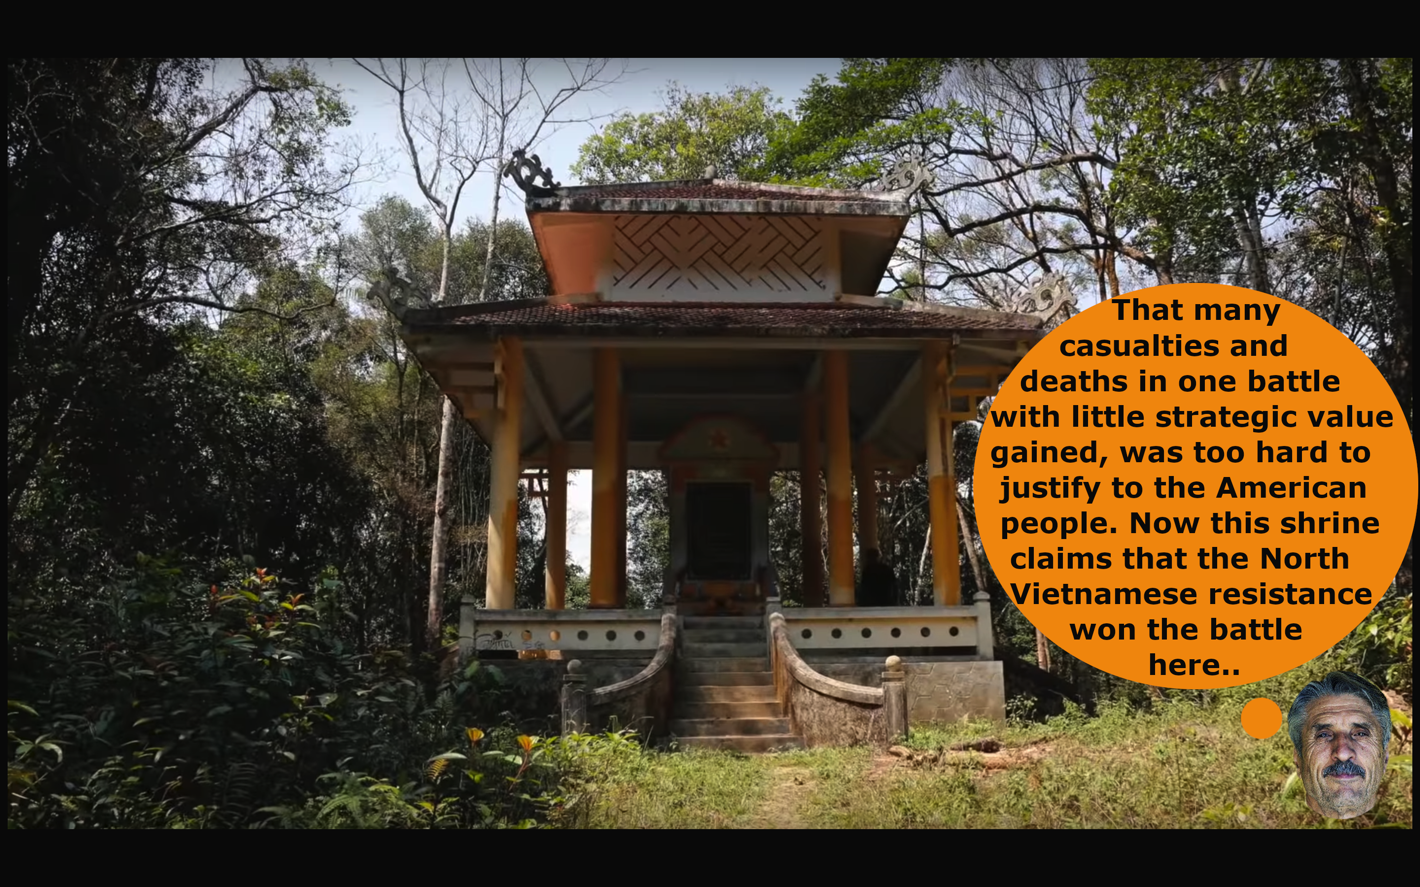 That many
casualties and
deaths in one battle
with little strategic value
gained, was too hard to
justify to the American
people. Now this shrine
claims that the North
Vietnamese resistance
won the battle
here..